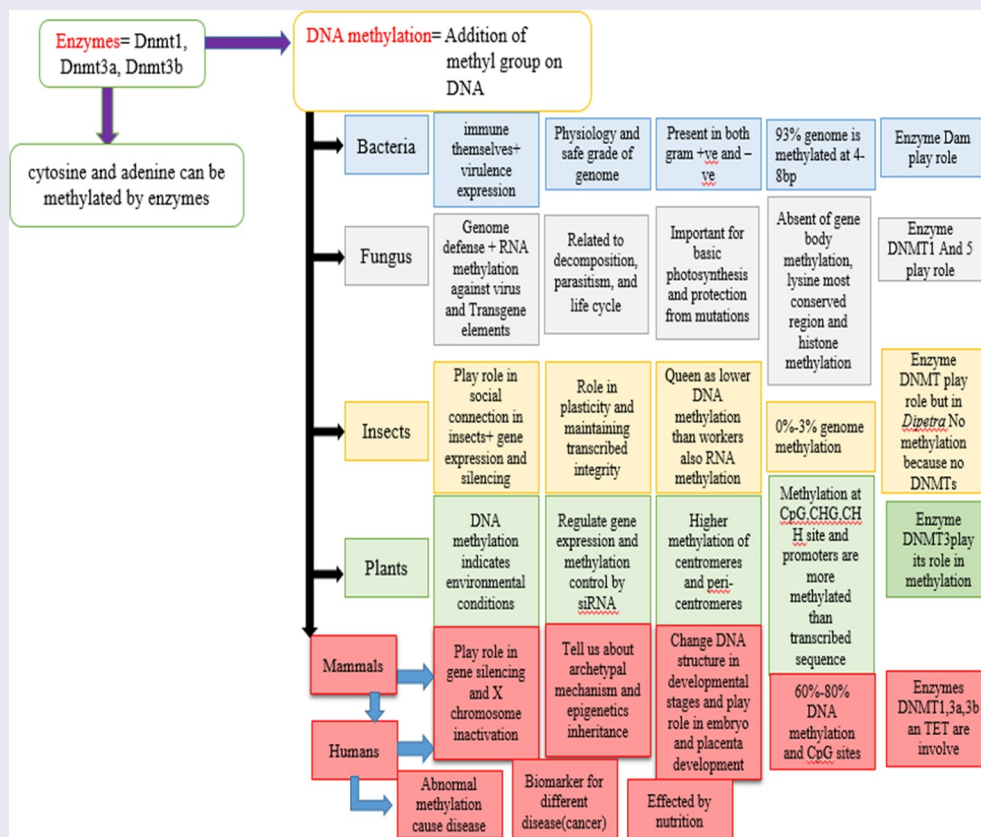 Enzymes= Dnmt1,
Dnmt3a, Dnmt3b
DNA methylation= Addition of
methyl group on
DNA
cytosine and adenine can be
methylated by enzymes
Bacteria
immune
themselves+
virulence
expression
Physiology and
safe grade of
genome
Present in both
gram +ve and –
ve
93% genome is
methylated at 4-
8bp
Enzyme Dam
play role
Fungus
Genome
defense + RNA
methylation
against virus
and Transgene
elements
Related to
decomposition,
parasitism, and
life cycle
Important for
basic
photosynthesis
and protection
from mutations
Absent of gene
body
methylation,
lysine most
conserved
region and
histone
methylation
Enzyme
DNMT1 And 5
play role
Insects
Play role in
social
connection in
insects+ gene
expression and
silencing
Role in
plasticity and
maintaining
transcribed
integrity
Queen as lower
DNA
methylation
than workers
also RNA
methylation
0%-3% genome
methylation
Enzyme
DNMT play
role but in
Dipetra No
methylation
because no
DNMTs
Plants
DNA
methylation
indicates
environmental
conditions
Regulate gene
expression and
methylation
control by
siRNA
Higher
methylation of
centromeres
and peri-
centromeres
Methylation at
CpG,CHG,CH
H site and
promoters are
more
methylated
than
transcribed
sequence
Enzyme
DNMT3play
its role in
methylation
Mammals
Play role in
gene silencing
and X
chromosome
inactivation
Tell us about
archetypal
mechanism and
epigenetics
inheritance
Change DNA
structure in
developmental
stages and play
role in embryo
and placenta
development
60%-80%
DNA
methylation
and CpG sites
Enzymes
DNMT1,3a,3b
an TET are
involve
Humans
Abnormal
methylation
cause disease
Biomarker for
different
disease(cancer)
Effected by
nutrition